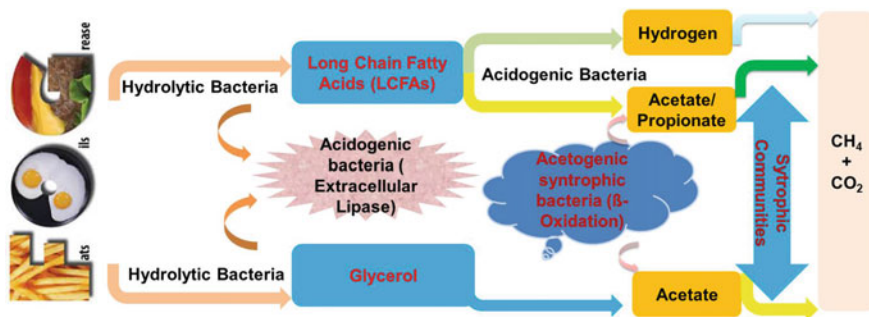 rease
ils
ats
Hydrolytic Bacteria
Long Chain Fatty
Acids (LCFAs)
Acidogenic Bacteria
Hydrogen
Acetate/
Propionate
Acidogenic
bacteria (
Extracellular
Lipase)
Acetogenic
syntrophic
bacteria (ß-
Oxidation)
Sytrophic
Communities
CH4
+
CO2
Hydrolytic Bacteria
Glycerol
Acetate